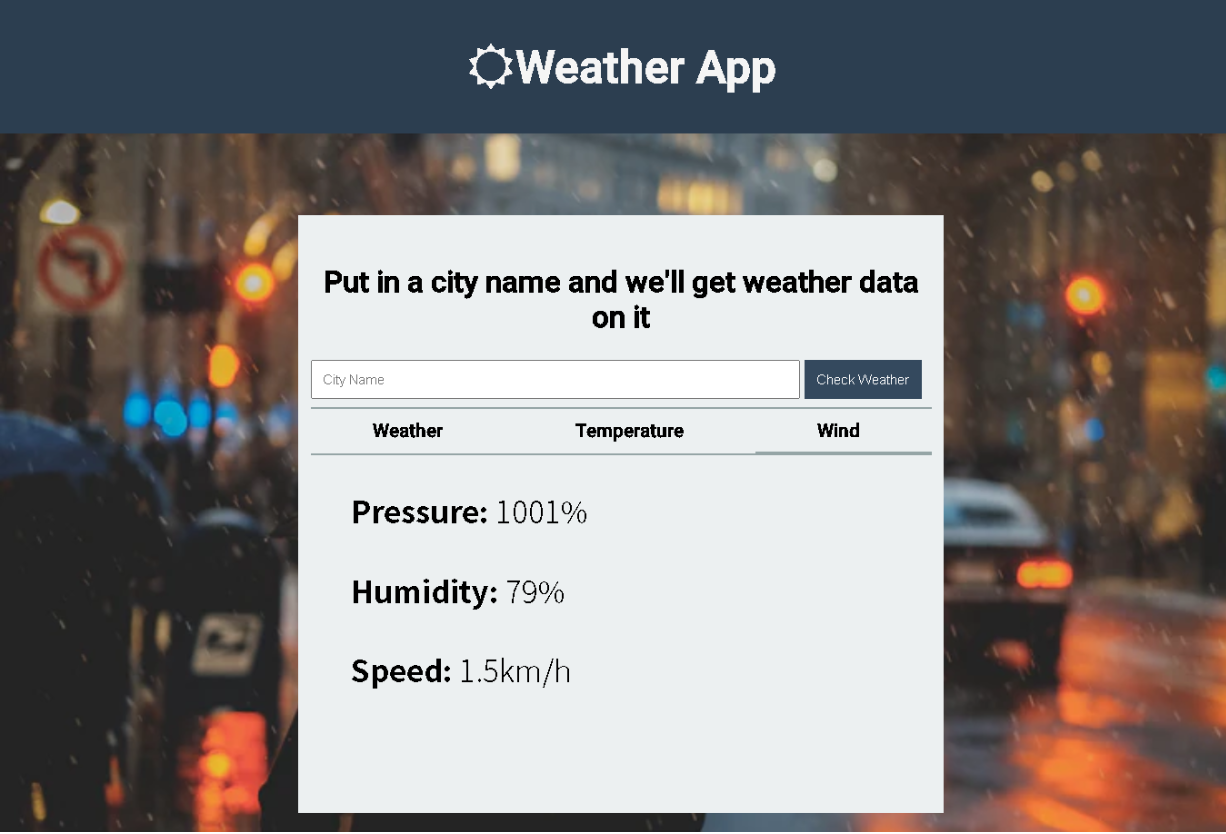 Weather App
Put in a city name and we'll get weather data
on it
City Name
Check Weather
Weather
Temperature
Wind
Pressure: 1001%
Humidity: 79%
Speed: 1.5km/h